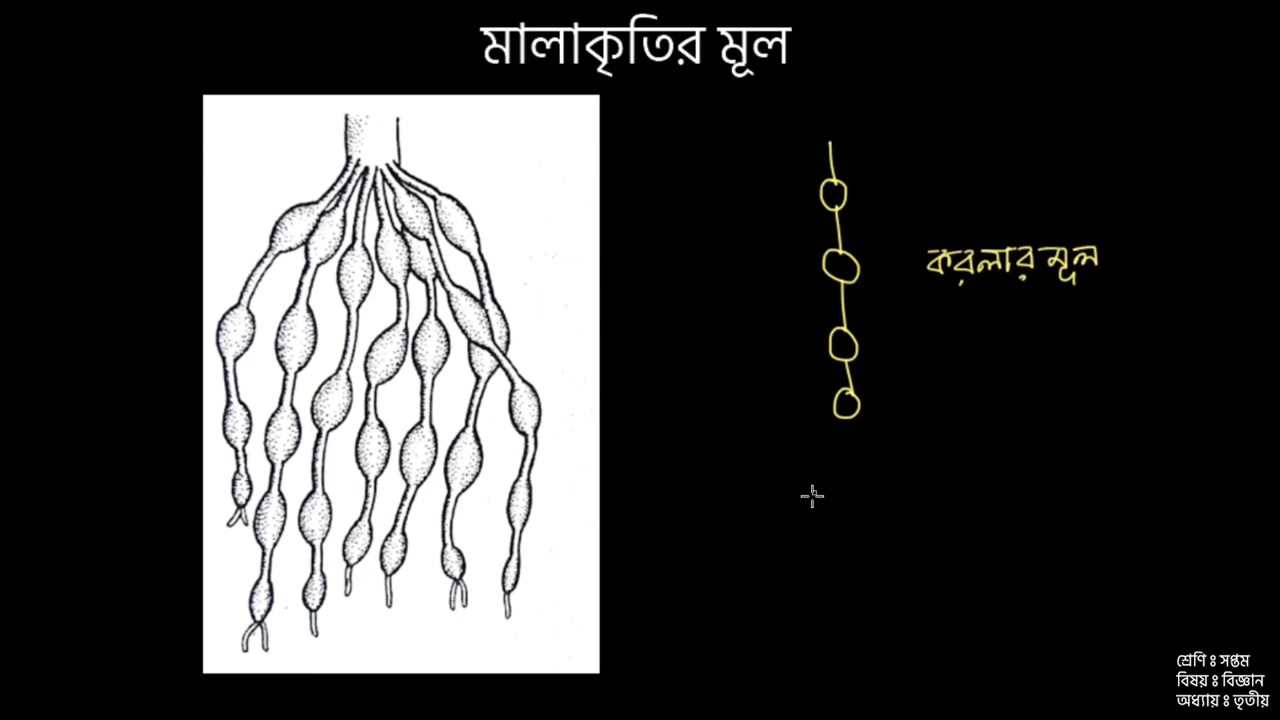 মালাকৃতির মূল
করলার মূল
শ্রেণি ঃ সপ্তম
বিষয় ঃ বিজ্ঞান
অধ্যায় ঃ তৃতীয়